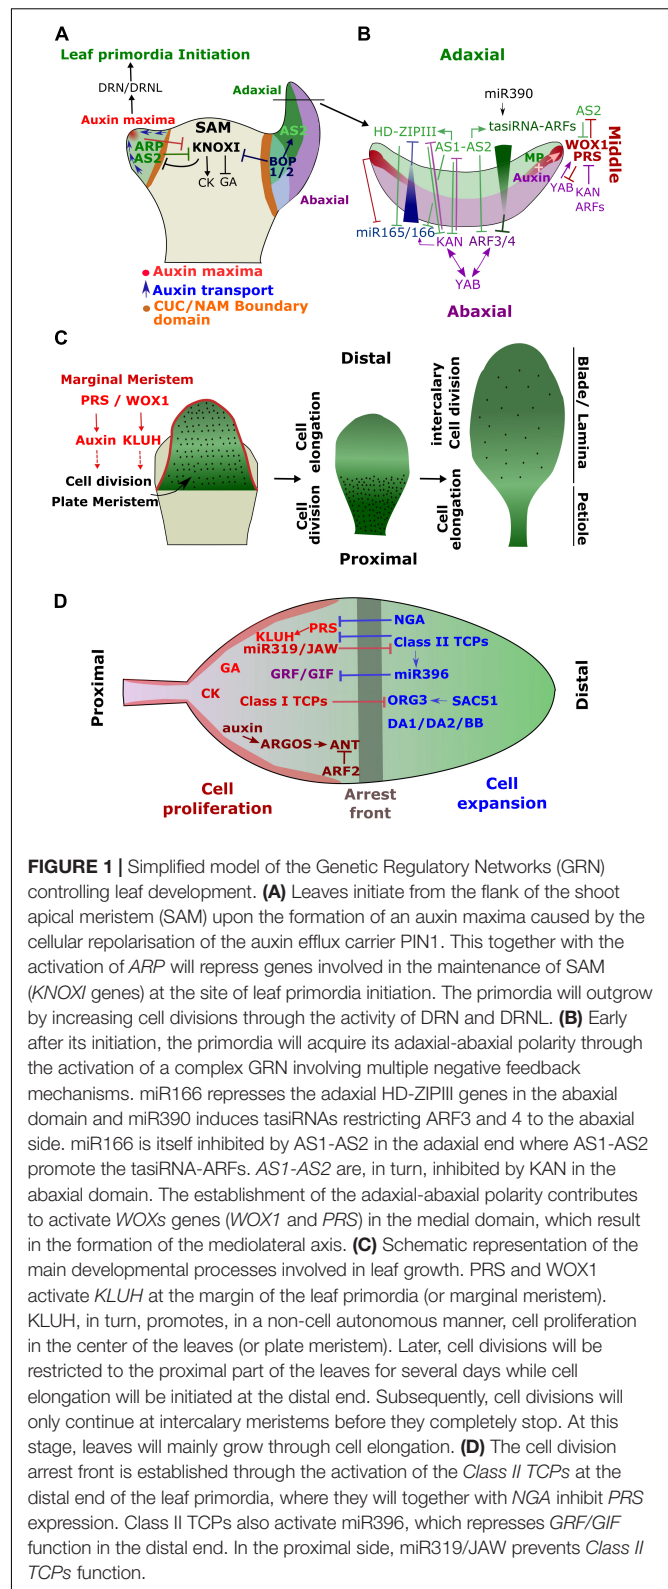 A
Leaf primordia Initiation
DRN/DRNL
Auxin maxima
ARP
AS2
SAM
KNOXI
CK
GA
Adaxial
AS2
BOP
1/2
Abaxial
Auxin maxima
Auxin transport
CUC/NAM Boundary
domain
B
Adaxial
miR390
HD-ZIPIII
AS1-AS2
tasiRNA-ARFs
AS2
WOX1
PRS
Middle
MP
Auxin
YAB
KAN
ARFs
miR165/166
KAN
ARF3/4
YAB
Abaxial
C
Marginal Meristem
PRS / WOX1
Auxin KLUH
Cell division
Plate Meristem
Distal
Cell
elongation
Cell
division
Proximal
intercalary
Cell division
Cell
elongation
Blade/ Lamina
Petiole
D
Proximal
KLUH
PRS
NGA
miR319/JAW
Class II TCPs
GA
GRF/GIF
miR396
CK
Class I TCPs
ORG3
SAC51
DA1/DA2/BB
auxin
ARGOS
ANT
ARF2
Distal
Cell
proliferation
Arrest
front
Cell
expansion
FIGURE 1 | Simplified model of the Genetic Regulatory Networks (GRN)
controlling leaf development. (A) Leaves initiate from the flank of the shoot
apical meristem (SAM) upon the formation of an auxin maxima caused by the
cellular repolarisation of the auxin efflux carrier PIN1. This together with the
activation of ARP will repress genes involved in the maintenance of SAM
(KNOXI genes) at the site of leaf primordia initiation. The primordia will outgrow
by increasing cell divisions through the activity of DRN and DRNL. (B) Early
after its initiation, the primordia will acquire its adaxial-abaxial polarity through
the activation of a complex GRN involving multiple negative feedback
mechanisms. miR166 represses the adaxial HD-ZIPIII genes in the abaxial
domain and miR390 induces tasiRNAs restricting ARF3 and 4 to the abaxial
side. miR166 is itself inhibited by AS1-AS2 in the adaxial end where AS1-AS2
promote the tasiRNA-ARFs. AS1-AS2 are, in turn, inhibited by KAN in the
abaxial domain. The establishment of the adaxial-abaxial polarity contributes
to activate WOXs genes (WOX1 and PRS) in the medial domain, which result
in the formation of the mediolateral axis. (C) Schematic representation of the
main developmental processes involved in leaf growth. PRS and WOX1
activate KLUH at the margin of the leaf primordia (or marginal meristem).
KLUH, in turn, promotes, in a non-cell autonomous manner, cell proliferation
in the center of the leaves (or plate meristem). Later, cell divisions will be
restricted to the proximal part of the leaves for several days while cell
elongation will be initiated at the distal end. Subsequently, cell divisions will
only continue at intercalary meristems before they completely stop. At this
stage, leaves will mainly grow through cell elongation. (D) The cell division
arrest front is established through the activation of the Class II TCPs at the
distal end of the leaf primordia, where they will together with NGA inhibit PRS
expression. Class II TCPs also activate miR396, which represses GRF/GIF
function in the distal end. In the proximal side, miR319/JAW prevents Class II
TCPs function.